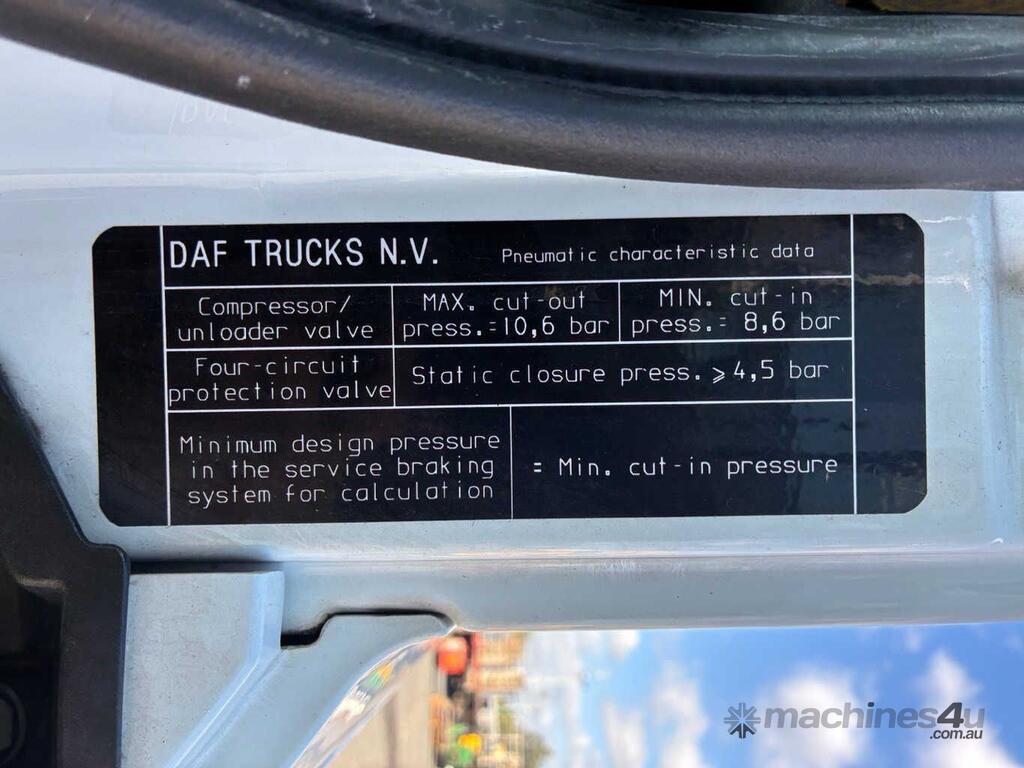 DAF TRUCKS N.V. Pneumatic characteristic data
Compressor/
unloader valve
MAX. cut-out
press.=10,6 bar
MIN. cut-in
press.= 8,6 bar
Four-circuit
protection valve
Static closure press. ⩾ 4,5 bar
Minimum design pressure
in the service braking
system for calculation
= Min. cut-in pressure
machines4u
.com.au